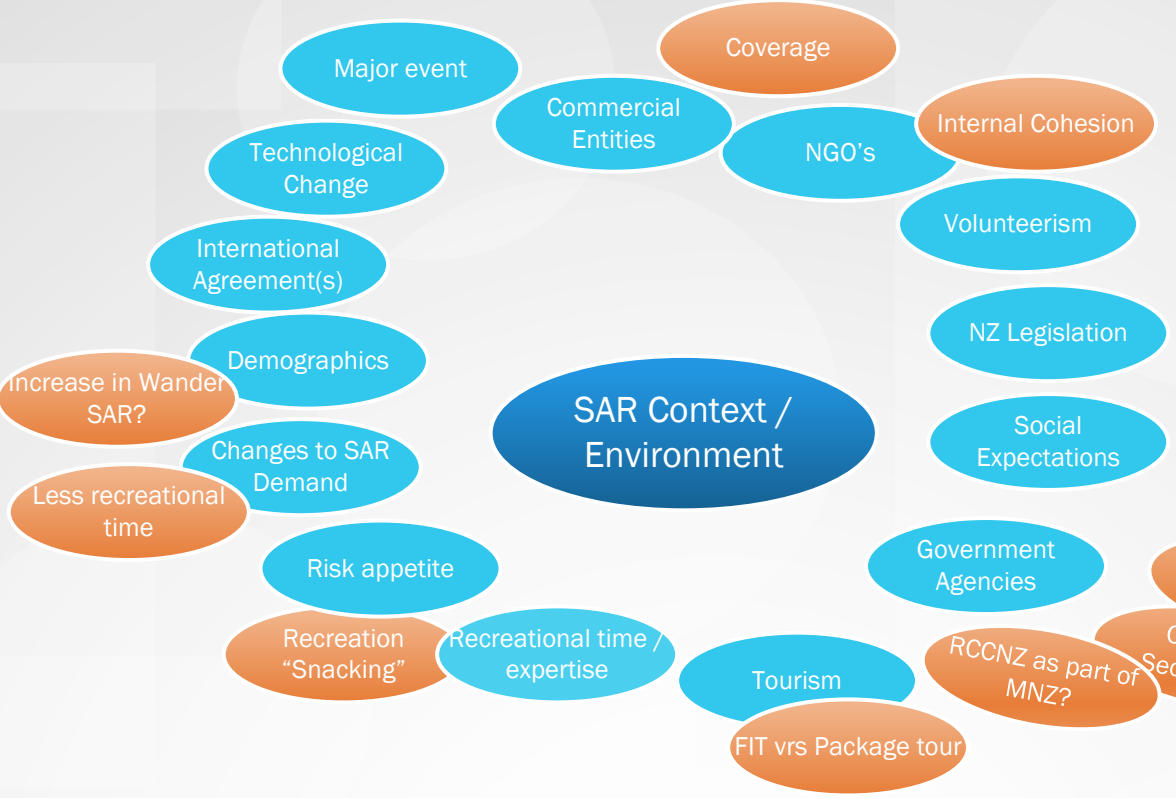 Coverage
Major event
Commercial
Entities
Internal Cohesion
NGO's
Technological
Change
Volunteerism
International
Agreement(s)
NZ Legislation
Demographics
Increase in Wander
SAR?
SAR Context /
Environment
Social
Expectations
Changes to SAR
Demand
Less recreational
time
Government
Agencies
Risk appetite
Recreation
“Snacking”
Recreational time /
expertise
RCCNZ as part of
MNZ?
Tourism
FIT vrs Package tour